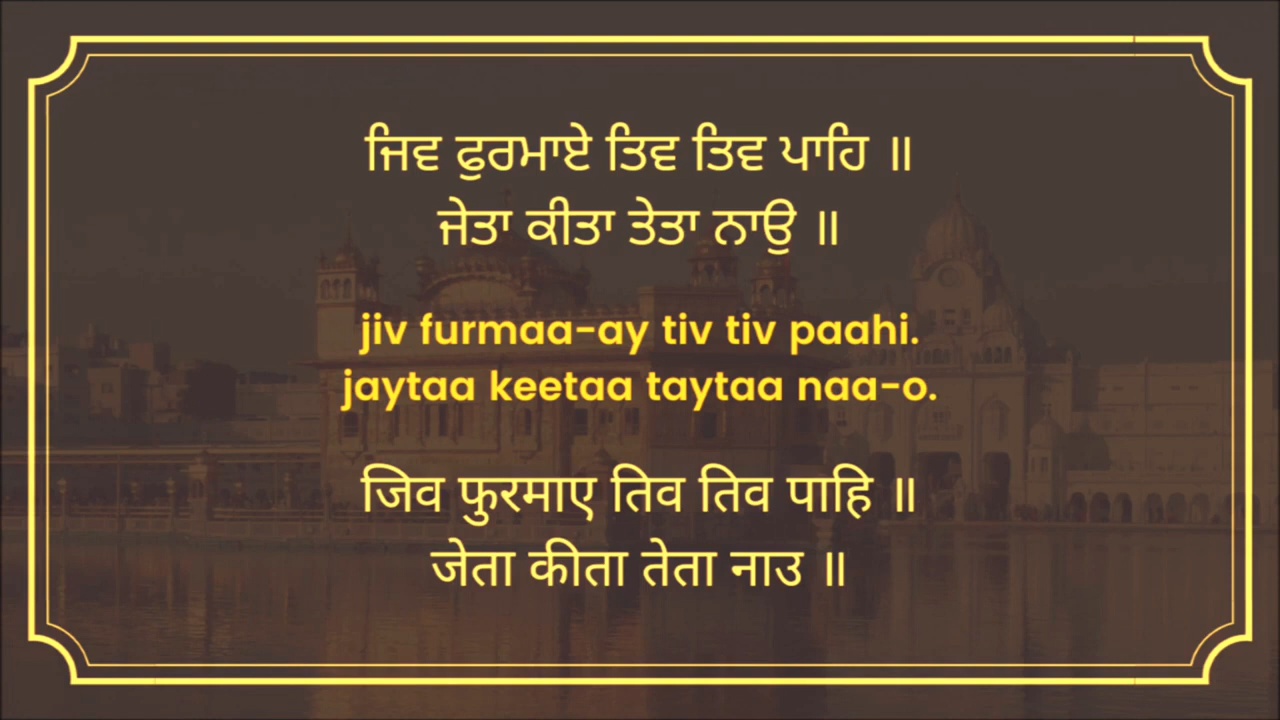 ਜਿਵ ਫੁਰਮਾਏ ਤਿਵ ਤਿਵ ਪਾਹਿ ॥
ਜੇਤਾ ਕੀਤਾ ਤੇਤਾ ਨਾਉ ॥
jiv furmaa-ay tiv tiv paahi.
jaytaa keetaa taytaa naa-o.
जिव फुरमाए तिव तिव पाहि ॥
जेता कीता तेता नाउ ॥